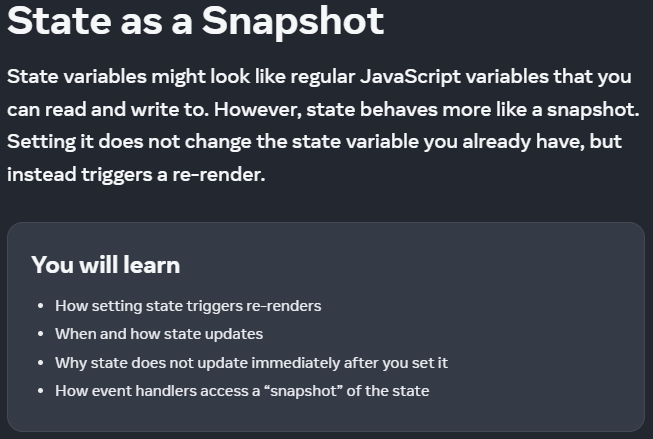 State as a Snapshot
State variables might look like regular JavaScript variables that you
can read and write to. However, state behaves more like a snapshot.
Setting it does not change the state variable you already have, but
instead triggers a re-render.
You will learn
• How setting state triggers re-renders
• When and how state updates
• Why state does not update immediately after you set it
• How event handlers access a “snapshot” of the state